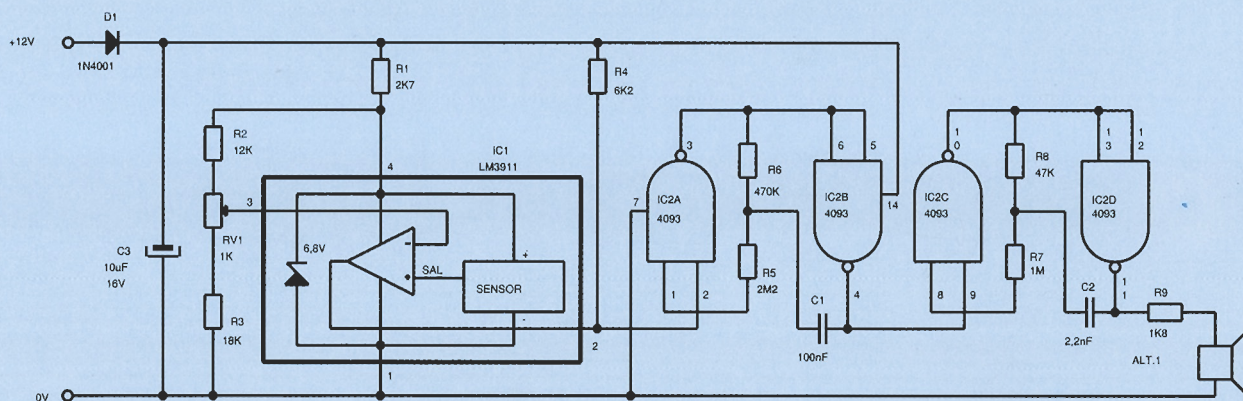 D1
+12V
1N4001
R1
2K7
R4
6K2
R2
12K
4
IC1
LM3911
3
RV1
1K
C3
10uF
16V
R3
18K
6,8V
-
+
SAL
+
SENSOR
1
2
3
7
IC2A
4093
1
2
R6
470K
R5
2M2
6
5
IC2B
4093
14
4
C1
100nF
1
0
IC2C
4093
8
9
R8
47K
R7
1M
1
3
1
2
IC2D
4093
1
1
C2
2,2nF
R9
1K8
ALT.1
0V